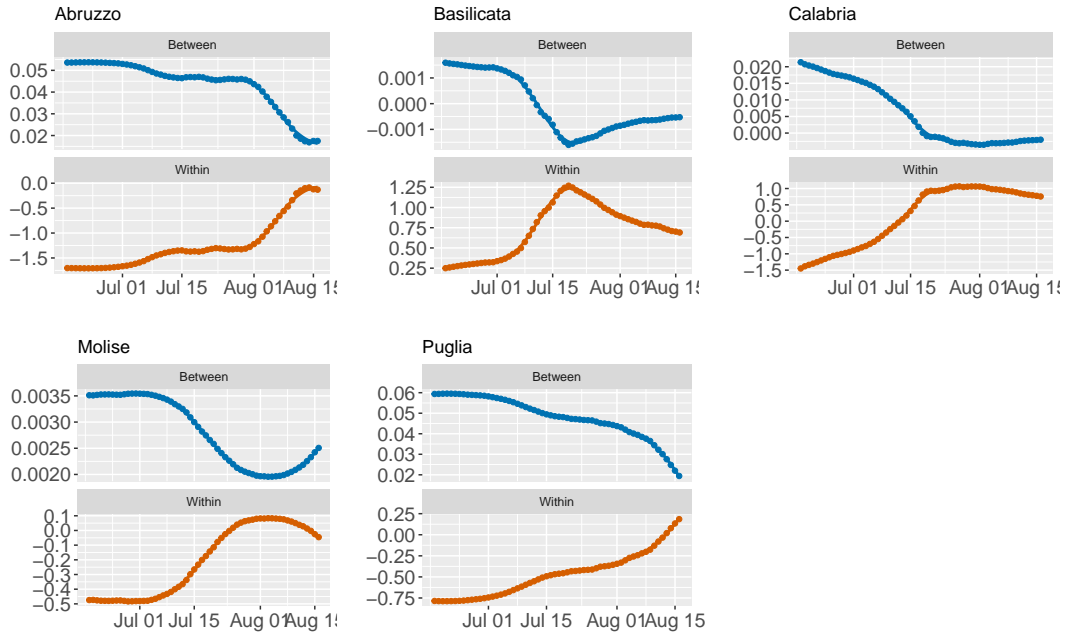 Abruzzo
Between
0.05
0.04
0.03
0.02
Within
0.0
−0.5
−1.0
−1.5
Jul 01 Jul 15 Aug 01 Aug 15
Basilicata
Between
0.001
0.000
−0.001
Within
1.25
1.00
0.75
0.50
0.25
Jul 01 Jul 15 Aug 01 Aug 15
Calabria
Between
0.020
0.015
0.010
0.005
0.000
Within
1.0
0.5
0.0
−0.5
−1.0
−1.5
Jul 01 Jul 15 Aug 01 Aug 15
Molise
Between
0.0035
0.0030
0.0025
0.0020
Within
0.1
0.0
−0.1
−0.2
−0.3
−0.4
−0.5
Jul 01 Jul 15 Aug 01 Aug 15
Puglia
Between
0.06
0.05
0.04
0.03
0.02
Within
0.25
0.00
−0.25
−0.50
−0.75
Jul 01 Jul 15 Aug 01 Aug 15